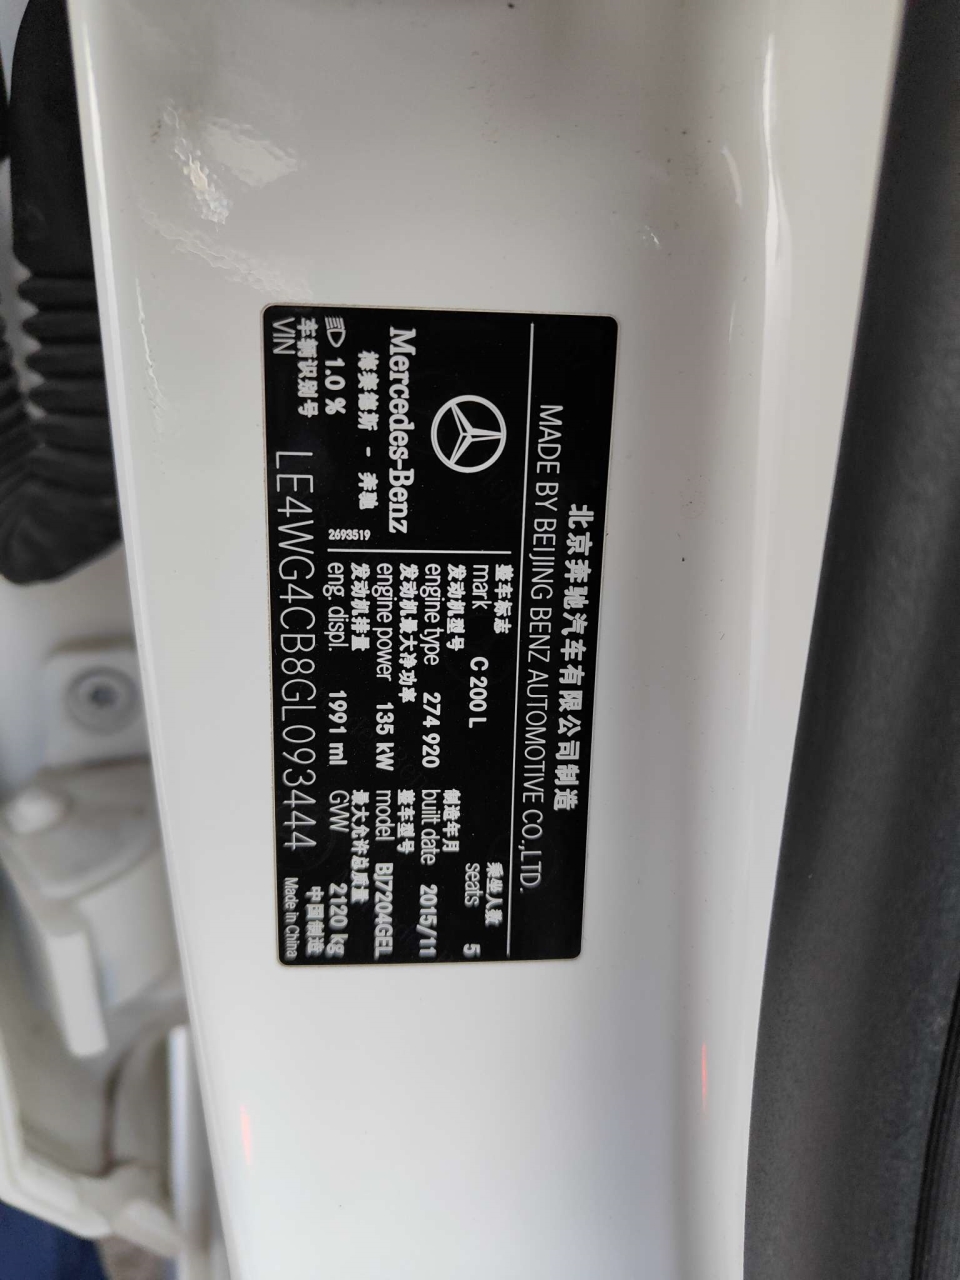 北京奔驰汽车有限公司制造
MADE BY BEIJING BENZ AUTOMOTIVE CO.,LTD.
Mercedes-Benz
梅赛德斯 - 奔驰
1.0 %
2693519
整车标志
mark C 200 L
乘坐人数
seats 5
发动机型号
engine type 274 920
制造年月
built date 2015/11
发动机最大净功率
engine power 135 kW
整车型号
model BJ7204GEL
发动机排量
eng. displ. 1991 ml
最大允许总质量
GVW 2120 kg
车辆识别号
VIN LE4WG4CB8GL093444
中国制造
Made in China